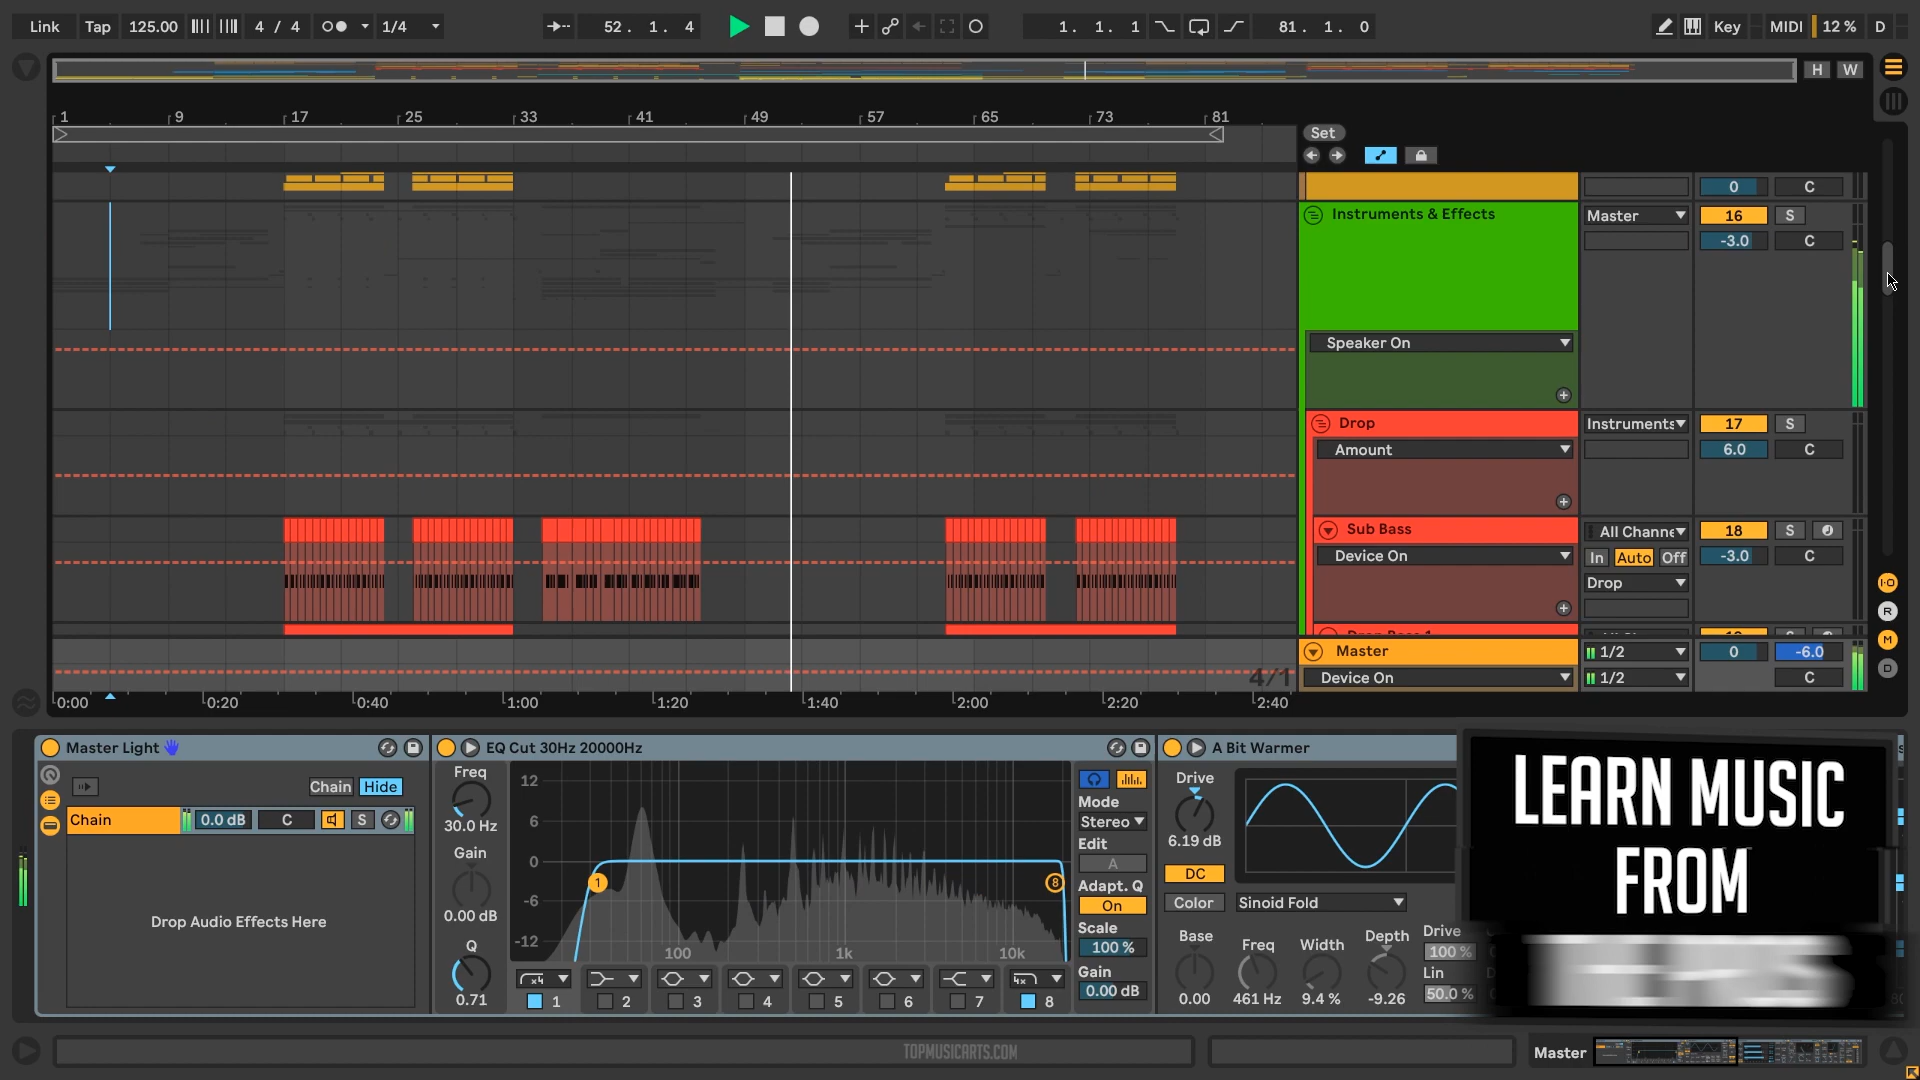 Link Tap 125.00 4 / 4 1/4 52. 1. 4 1. 1. 1 81. 1. 0 Key MIDI 12 % D
H W
1 9 17 25 33 41 49 57 65 73 81
Set
0 C
Instruments & Effects Master 16 S
-3.0 C
Speaker On
Drop Instruments 17 S
Amount 6.0 C
Sub Bass All Channe 18 S
Device On In Auto Off -3.0 C
Drop
I·O
R
M
D
Master 1/2 0 -6.0
4/1 Device On 1/2 C
0:00 0:20 0:40 1:00 1:20 1:40 2:00 2:20 2:40
Master Light EQ Cut 30Hz 20000Hz A Bit Warmer
Chain Hide
Chain 0.0 dB C S
Drop Audio Effects Here
Freq
30.0 Hz
Gain
0.00 dB
Q
0.71
12
6
0
-6
-12
100 1k 10k
1 8
1 2 3 4 5 6 7 8
Mode
Stereo
Edit
A
Adapt. Q
On
Scale
100 %
Gain
0.00 dB
Drive
6.19 dB
DC
Color Sinoid Fold
Base Freq Width Depth Drive
100 %
Lin
0.00 461 Hz 9.4 % -9.26 50.0 %
LEARN MUSIC
FROM
TOPMUSICARTS.COM
Master